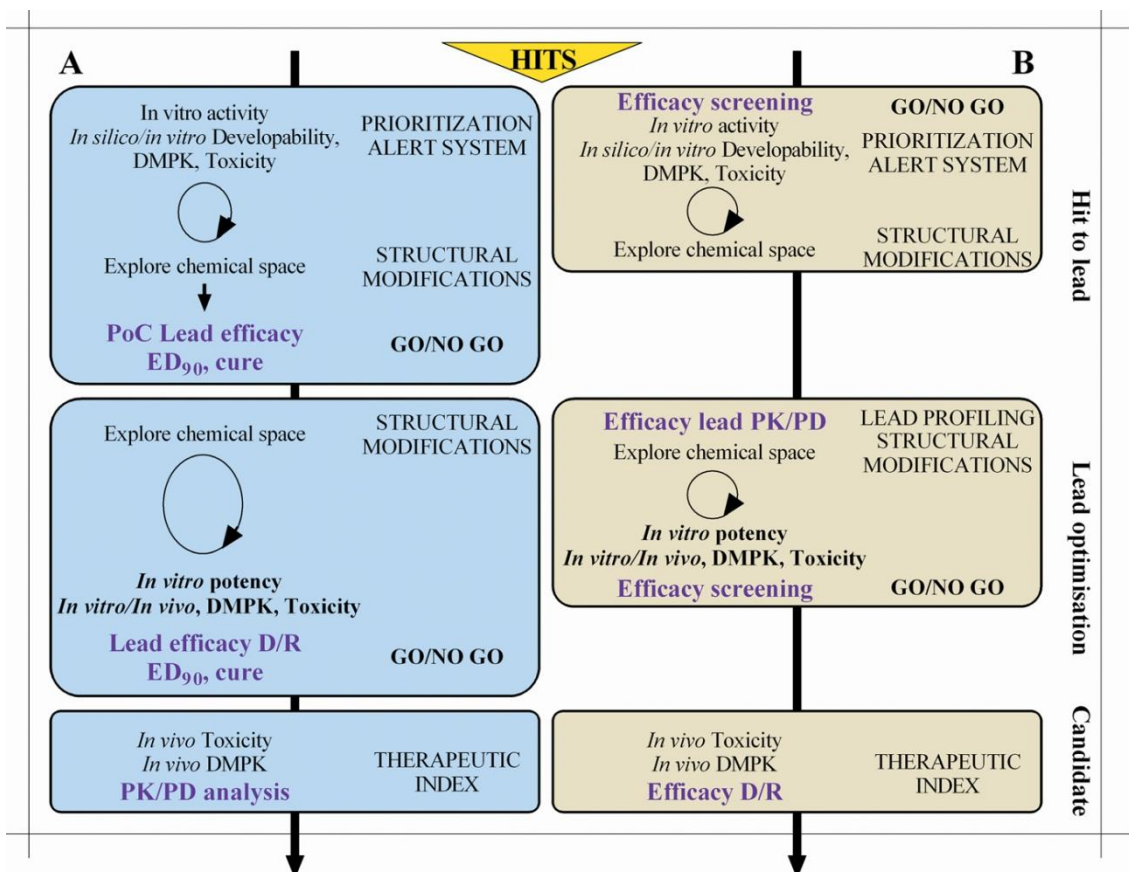 A
HITS
B
In vitro activity
In silico/in vitro Developability,
DMPK, Toxicity
PRIORITIZATION
ALERT SYSTEM
Explore chemical space
STRUCTURAL
MODIFICATIONS
PoC Lead efficacy
ED90, cure
GO/NO GO
Efficacy screening
In vitro activity
In silico/in vitro Developability,
DMPK, Toxicity
GO/NO GO
PRIORITIZATION
ALERT SYSTEM
Explore chemical space
STRUCTURAL
MODIFICATIONS
Hit to lead
Explore chemical space
STRUCTURAL
MODIFICATIONS
In vitro potency
In vitro/In vivo, DMPK, Toxicity
Lead efficacy D/R
ED90, cure
GO/NO GO
Efficacy lead PK/PD
Explore chemical space
LEAD PROFILING
STRUCTURAL
MODIFICATIONS
In vitro potency
In vitro/In vivo, DMPK, Toxicity
Efficacy screening
GO/NO GO
Lead optimisation
In vivo Toxicity
In vivo DMPK
PK/PD analysis
THERAPEUTIC
INDEX
In vivo Toxicity
In vivo DMPK
Efficacy D/R
THERAPEUTIC
INDEX
Candidate